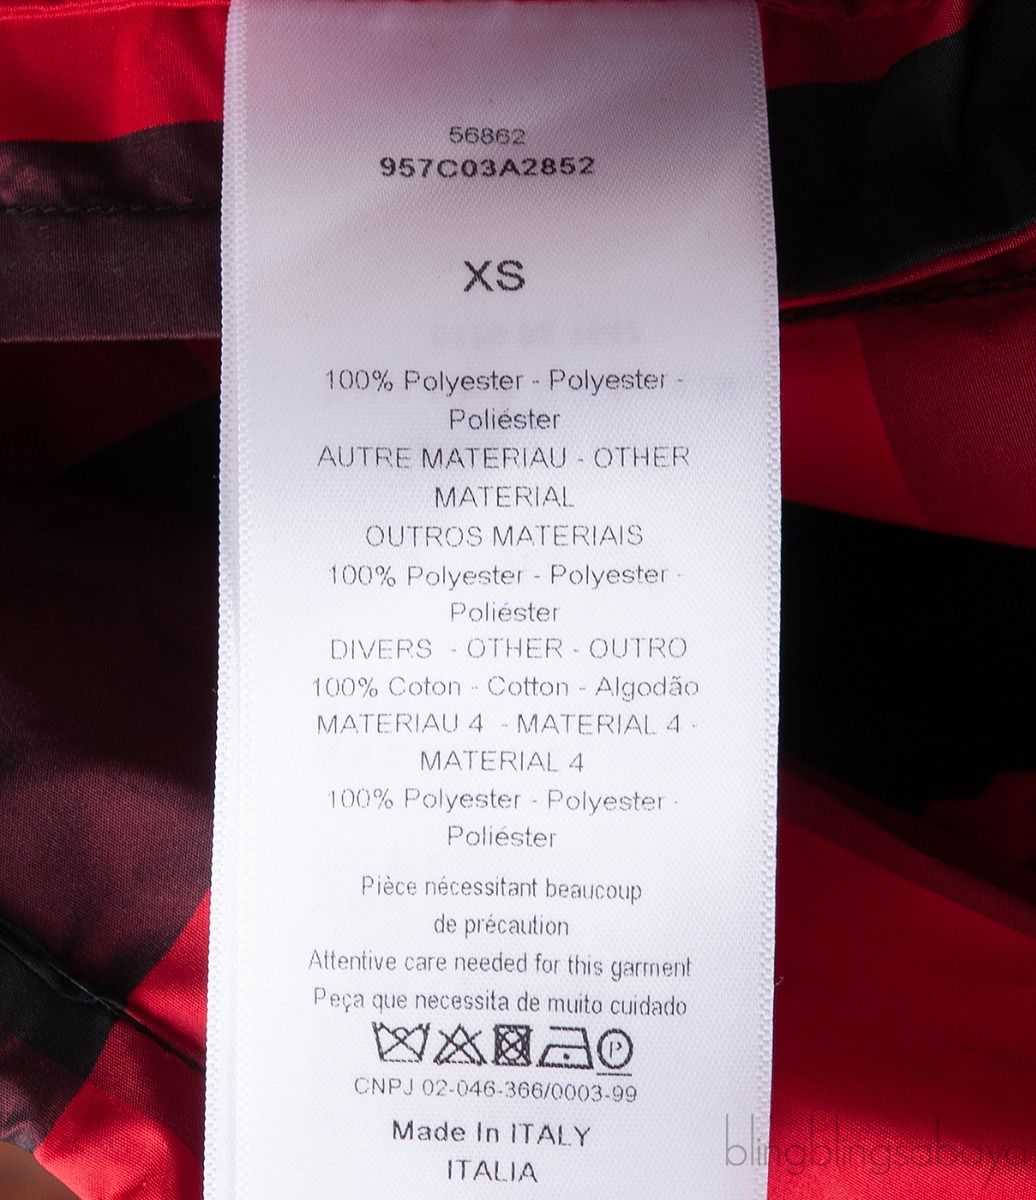 56862
957C03A2852
XS
100% Polyester - Polyester -
Poliéster
AUTRE MATERIAU - OTHER
MATERIAL
OUTROS MATERIAIS
100% Polyester - Polyester -
Poliéster
DIVERS - OTHER - OUTRO
100% Coton - Cotton - Algodão
MATERIAU 4 - MATERIAL 4 -
MATERIAL 4
100% Polyester - Polyester -
Poliéster
Pièce nécessitant beaucoup
de précaution
Attentive care needed for this garment
Peça que necessita de muito cuidado
P
CNPJ 02-046-366/0003-99
Made In ITALY
ITALIA